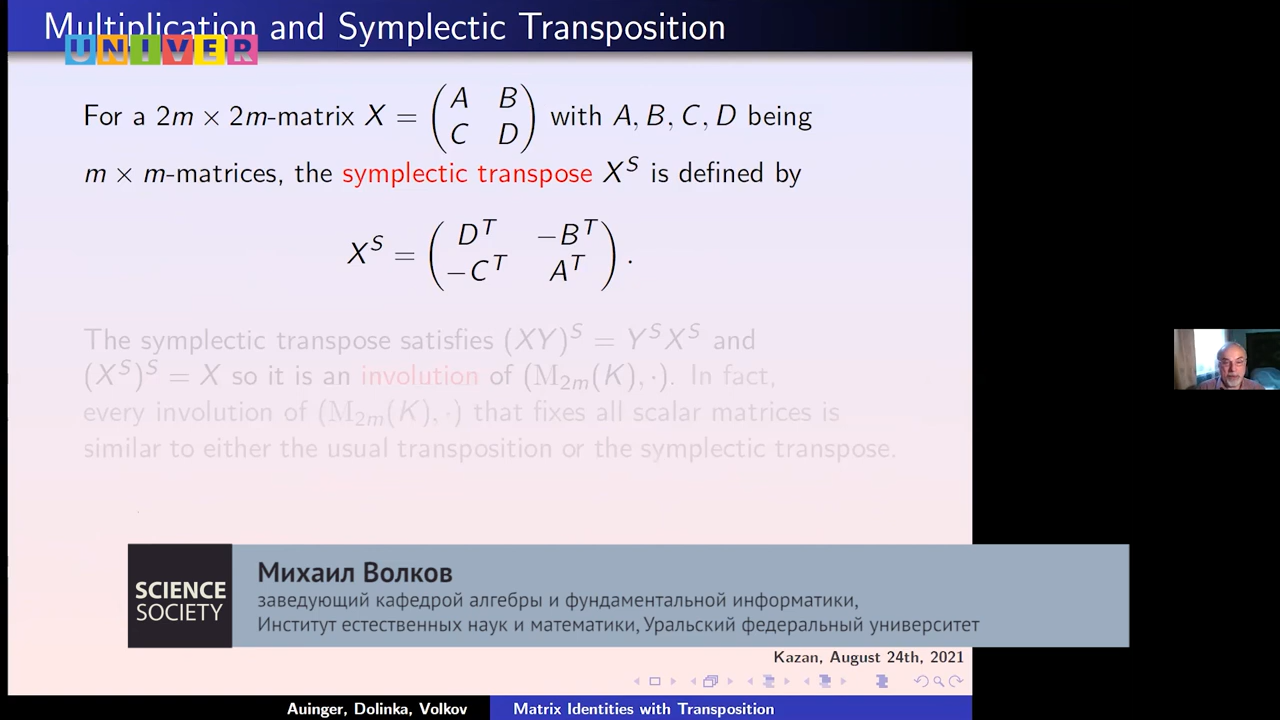 Multiplication and Symplectic Transposition
UNIVER
For a 2m × 2m-matrix X = (A B
C D) with A, B, C, D being
m × m-matrices, the symplectic transpose X^S is defined by
X^S = (D^T −B^T
−C^T A^T).
The symplectic transpose satisfies (XY)^S = Y^S X^S and
(X^S)^S = X so it is an involution of (M_{2m}(K), ·). In fact,
every involution of (M_{2m}(K), ·) that fixes all scalar matrices is
similar to either the usual transposition or the symplectic transpose.
SCIENCE
SOCIETY
Михаил Волков
заведующий кафедрой алгебры и фундаментальной информатики,
Институт естественных наук и математики, Уральский федеральный университет
Kazan, August 24th, 2021
Auinger, Dolinka, Volkov
Matrix Identities with Transposition